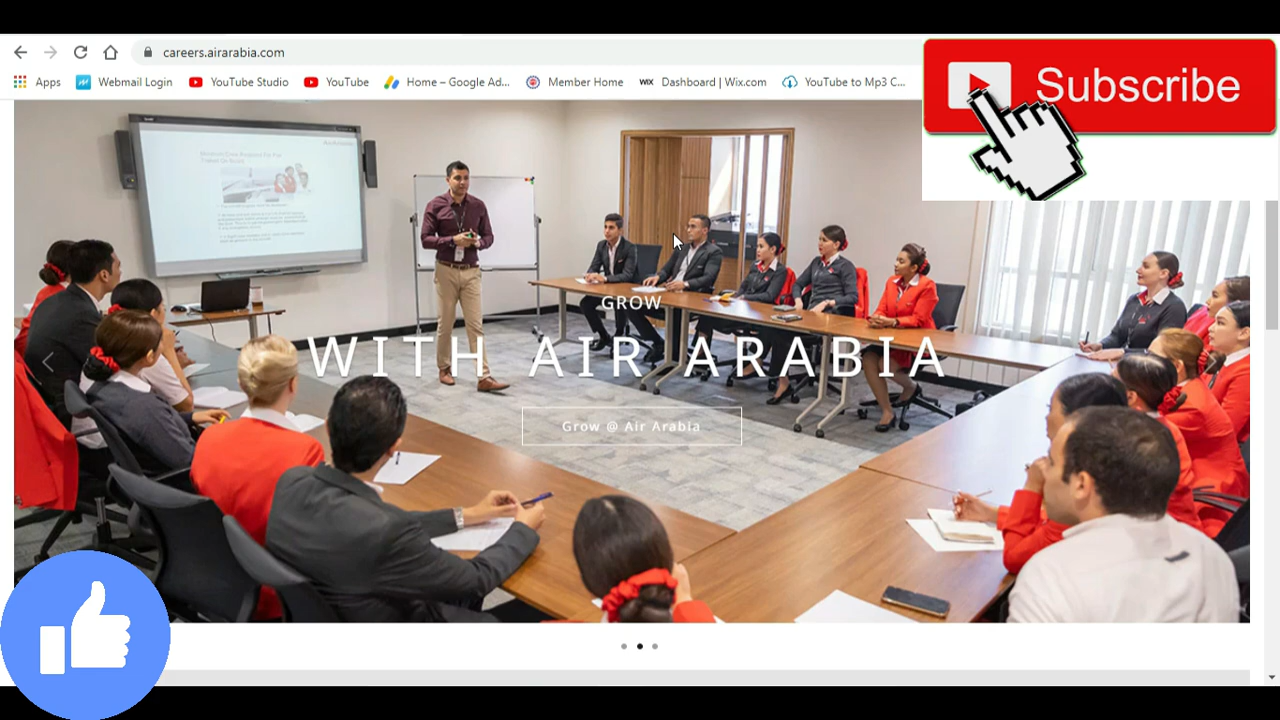 careers.airarabia.com
Apps
Webmail Login
YouTube Studio
YouTube
Home – Google Ad...
Member Home
WIX
Dashboard | Wix.com
YouTube to Mp3 C...
Subscribe
GROW
WITH AIR ARABIA
Grow @ Air Arabia